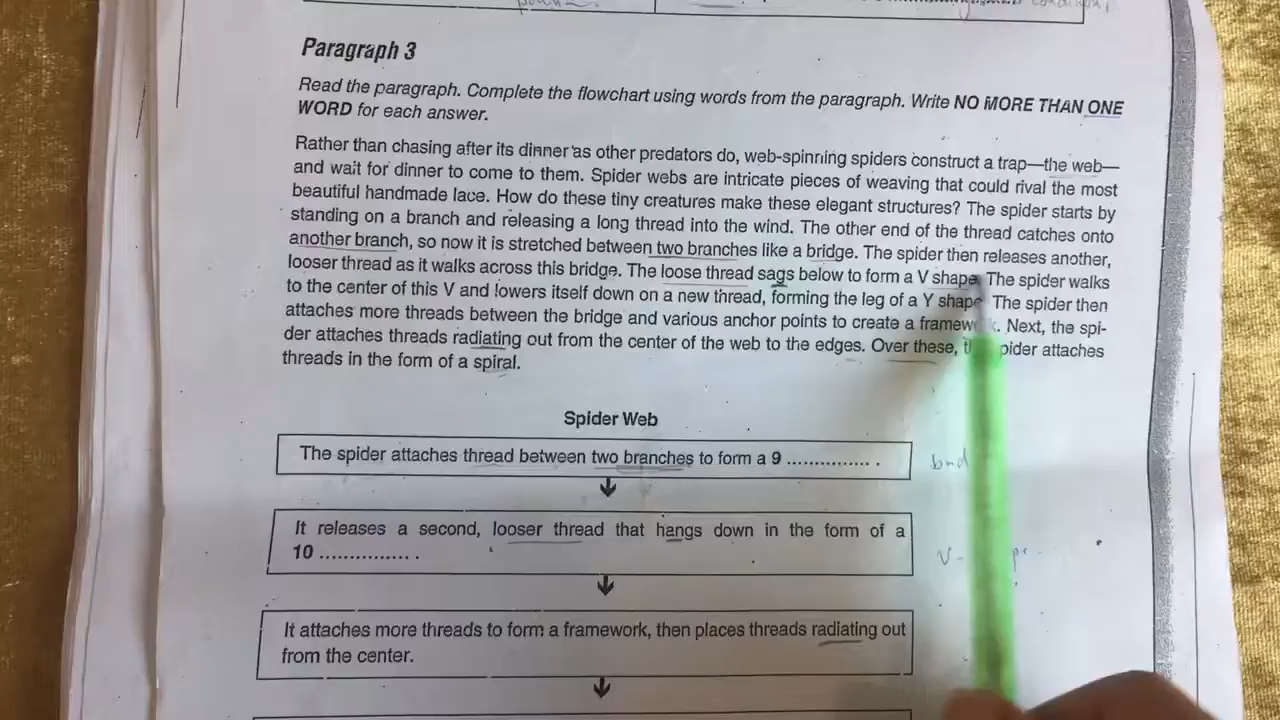 Paragraph 3
Read the paragraph. Complete the flowchart using words from the paragraph. Write NO MORE THAN ONE
WORD for each answer.
Rather than chasing after its dinner as other predators do, web-spinning spiders construct a trap—the web—
and wait for dinner to come to them. Spider webs are intricate pieces of weaving that could rival the most
beautiful handmade lace. How do these tiny creatures make these elegant structures? The spider starts by
standing on a branch and releasing a long thread into the wind. The other end of the thread catches onto
another branch, so now it is stretched between two branches like a bridge. The spider then releases another,
looser thread as it walks across this bridge. The loose thread sags below to form a V shape. The spider walks
to the center of this V and lowers itself down on a new thread, forming the leg of a Y shape. The spider then
attaches more threads between the bridge and various anchor points to create a framework. Next, the spi-
der attaches threads radiating out from the center of the web to the edges. Over these, the spider attaches
threads in the form of a spiral.
Spider Web
The spider attaches thread between two branches to form a 9 ............... .
It releases a second, looser thread that hangs down in the form of a
10 ............... .
It attaches more threads to form a framework, then places threads radiating out
from the center.